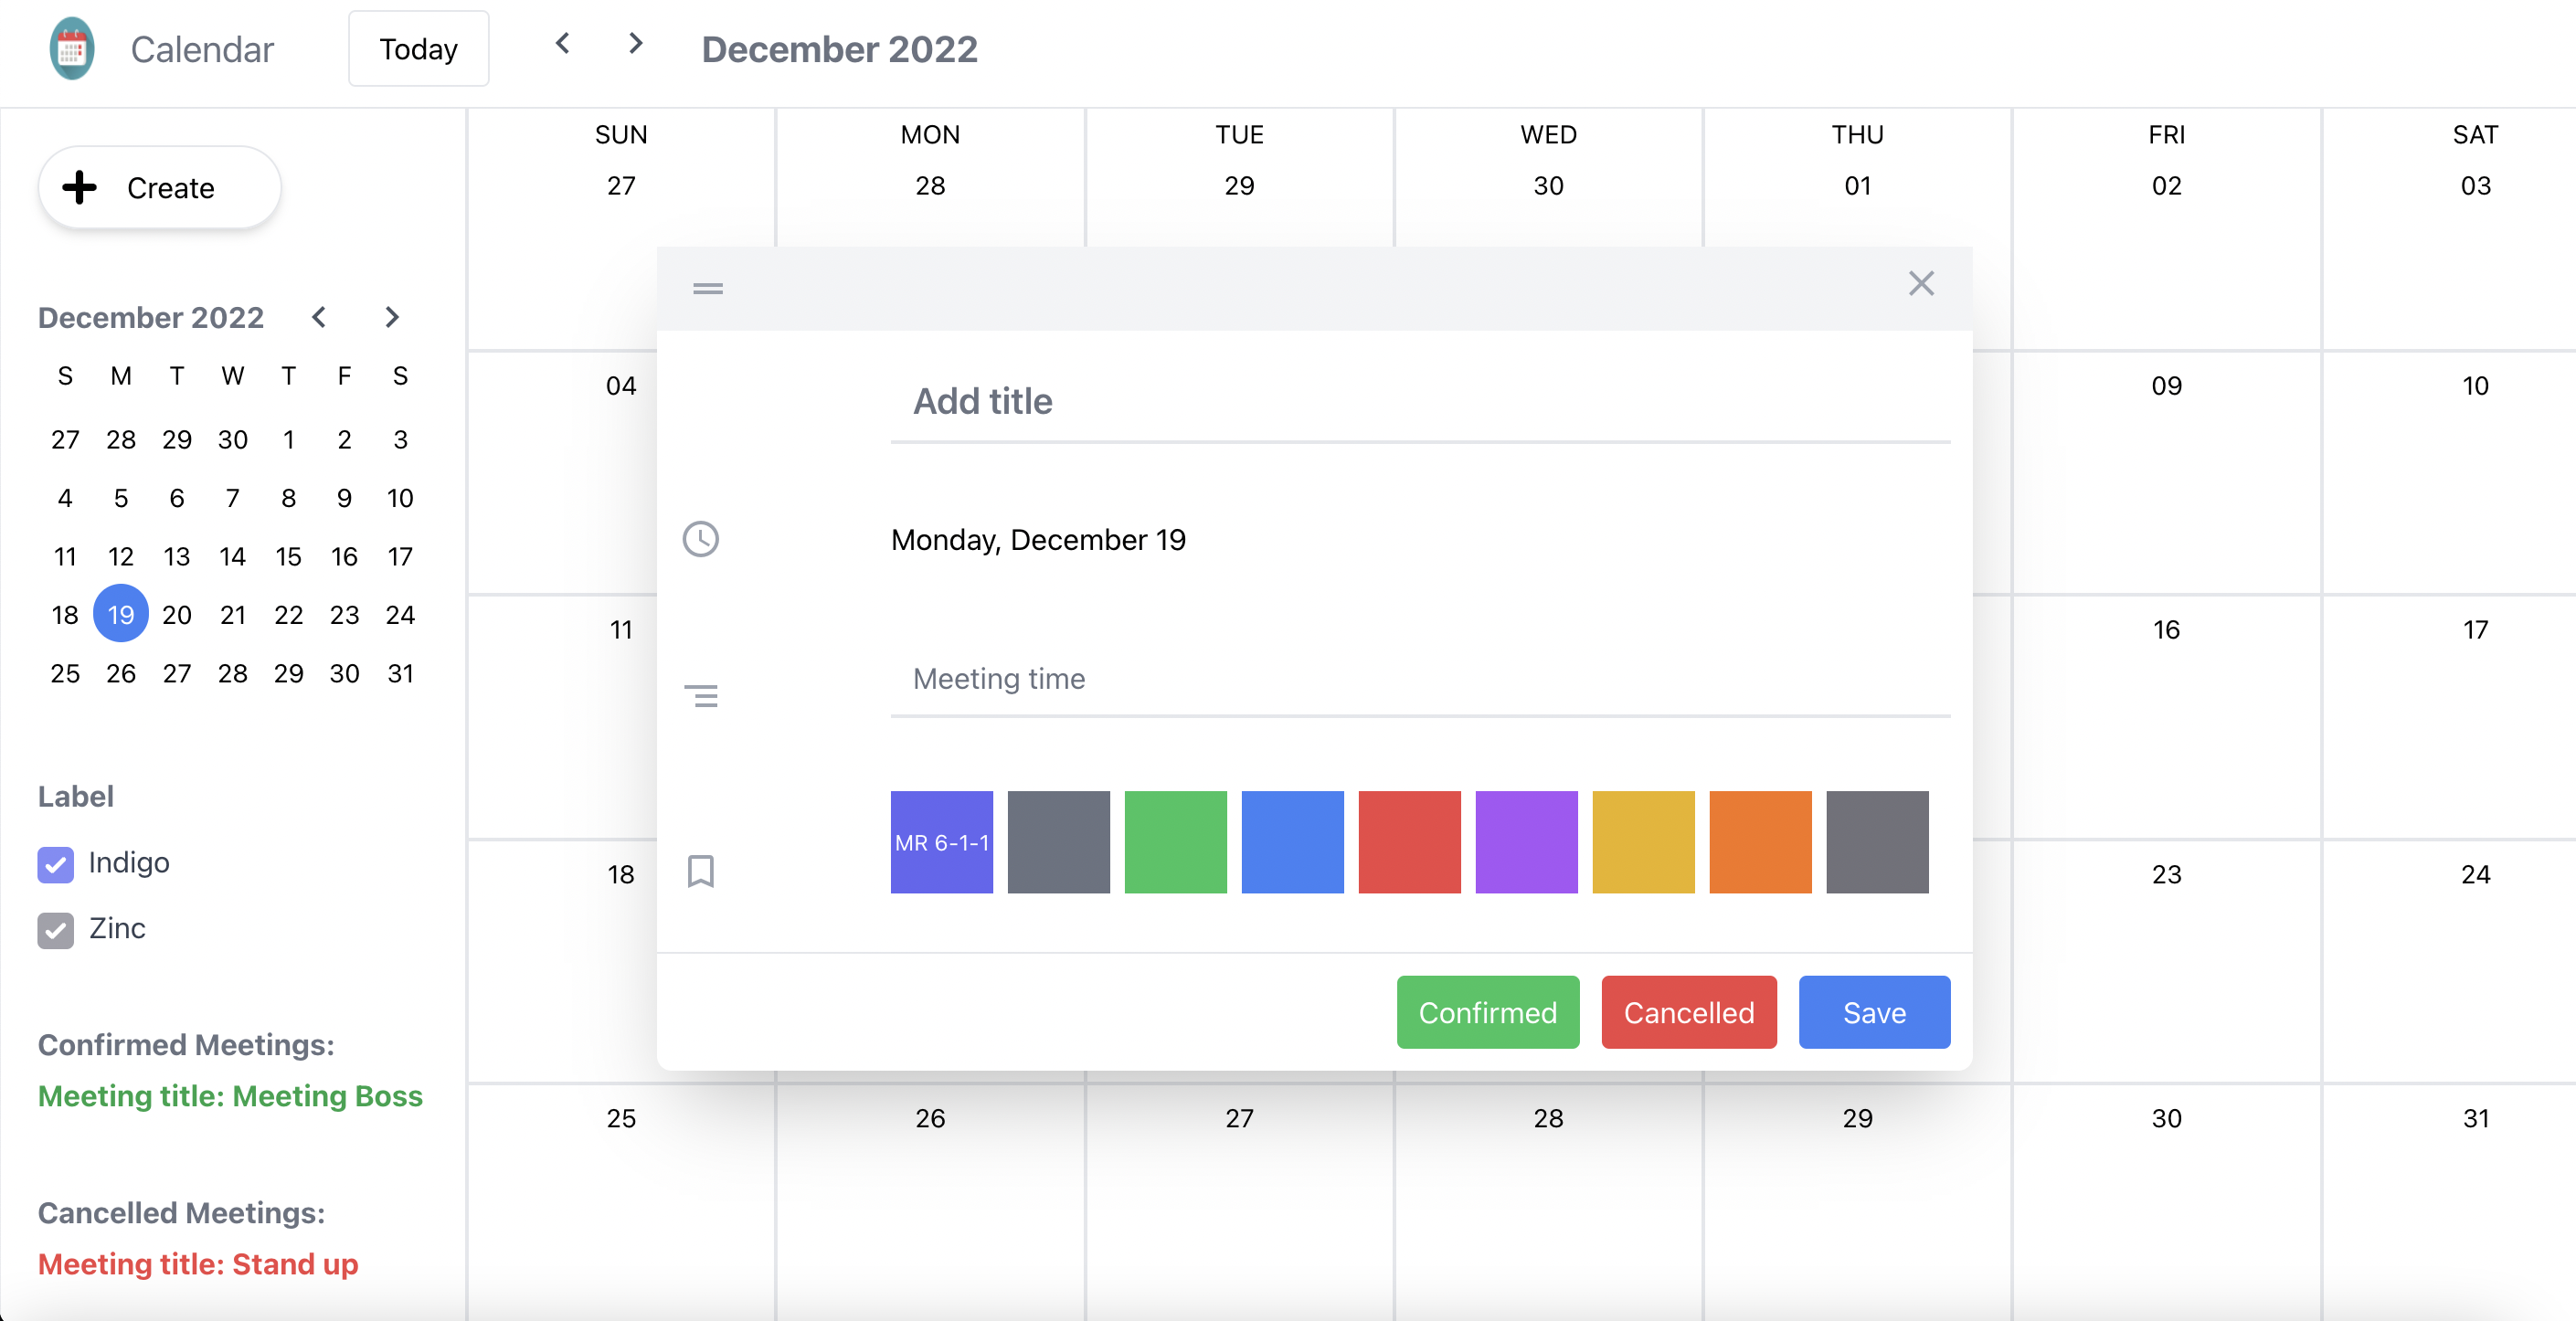 Calendar Today December 2022
Create
SUN MON TUE WED THU FRI SAT
27 28 29 30 01 02 03
December 2022
S M T W T F S
27 28 29 30 1 2 3
4 5 6 7 8 9 10
11 12 13 14 15 16 17
18 19 20 21 22 23 24
25 26 27 28 29 30 31
Label
Indigo
Zinc
Confirmed Meetings:
Meeting title: Meeting Boss
Cancelled Meetings:
Meeting title: Stand up
04 09 10
11 16 17
18 23 24
25 26 27 28 29 30 31
Add title
Monday, December 19
Meeting time
MR 6-1-1
Confirmed Cancelled Save